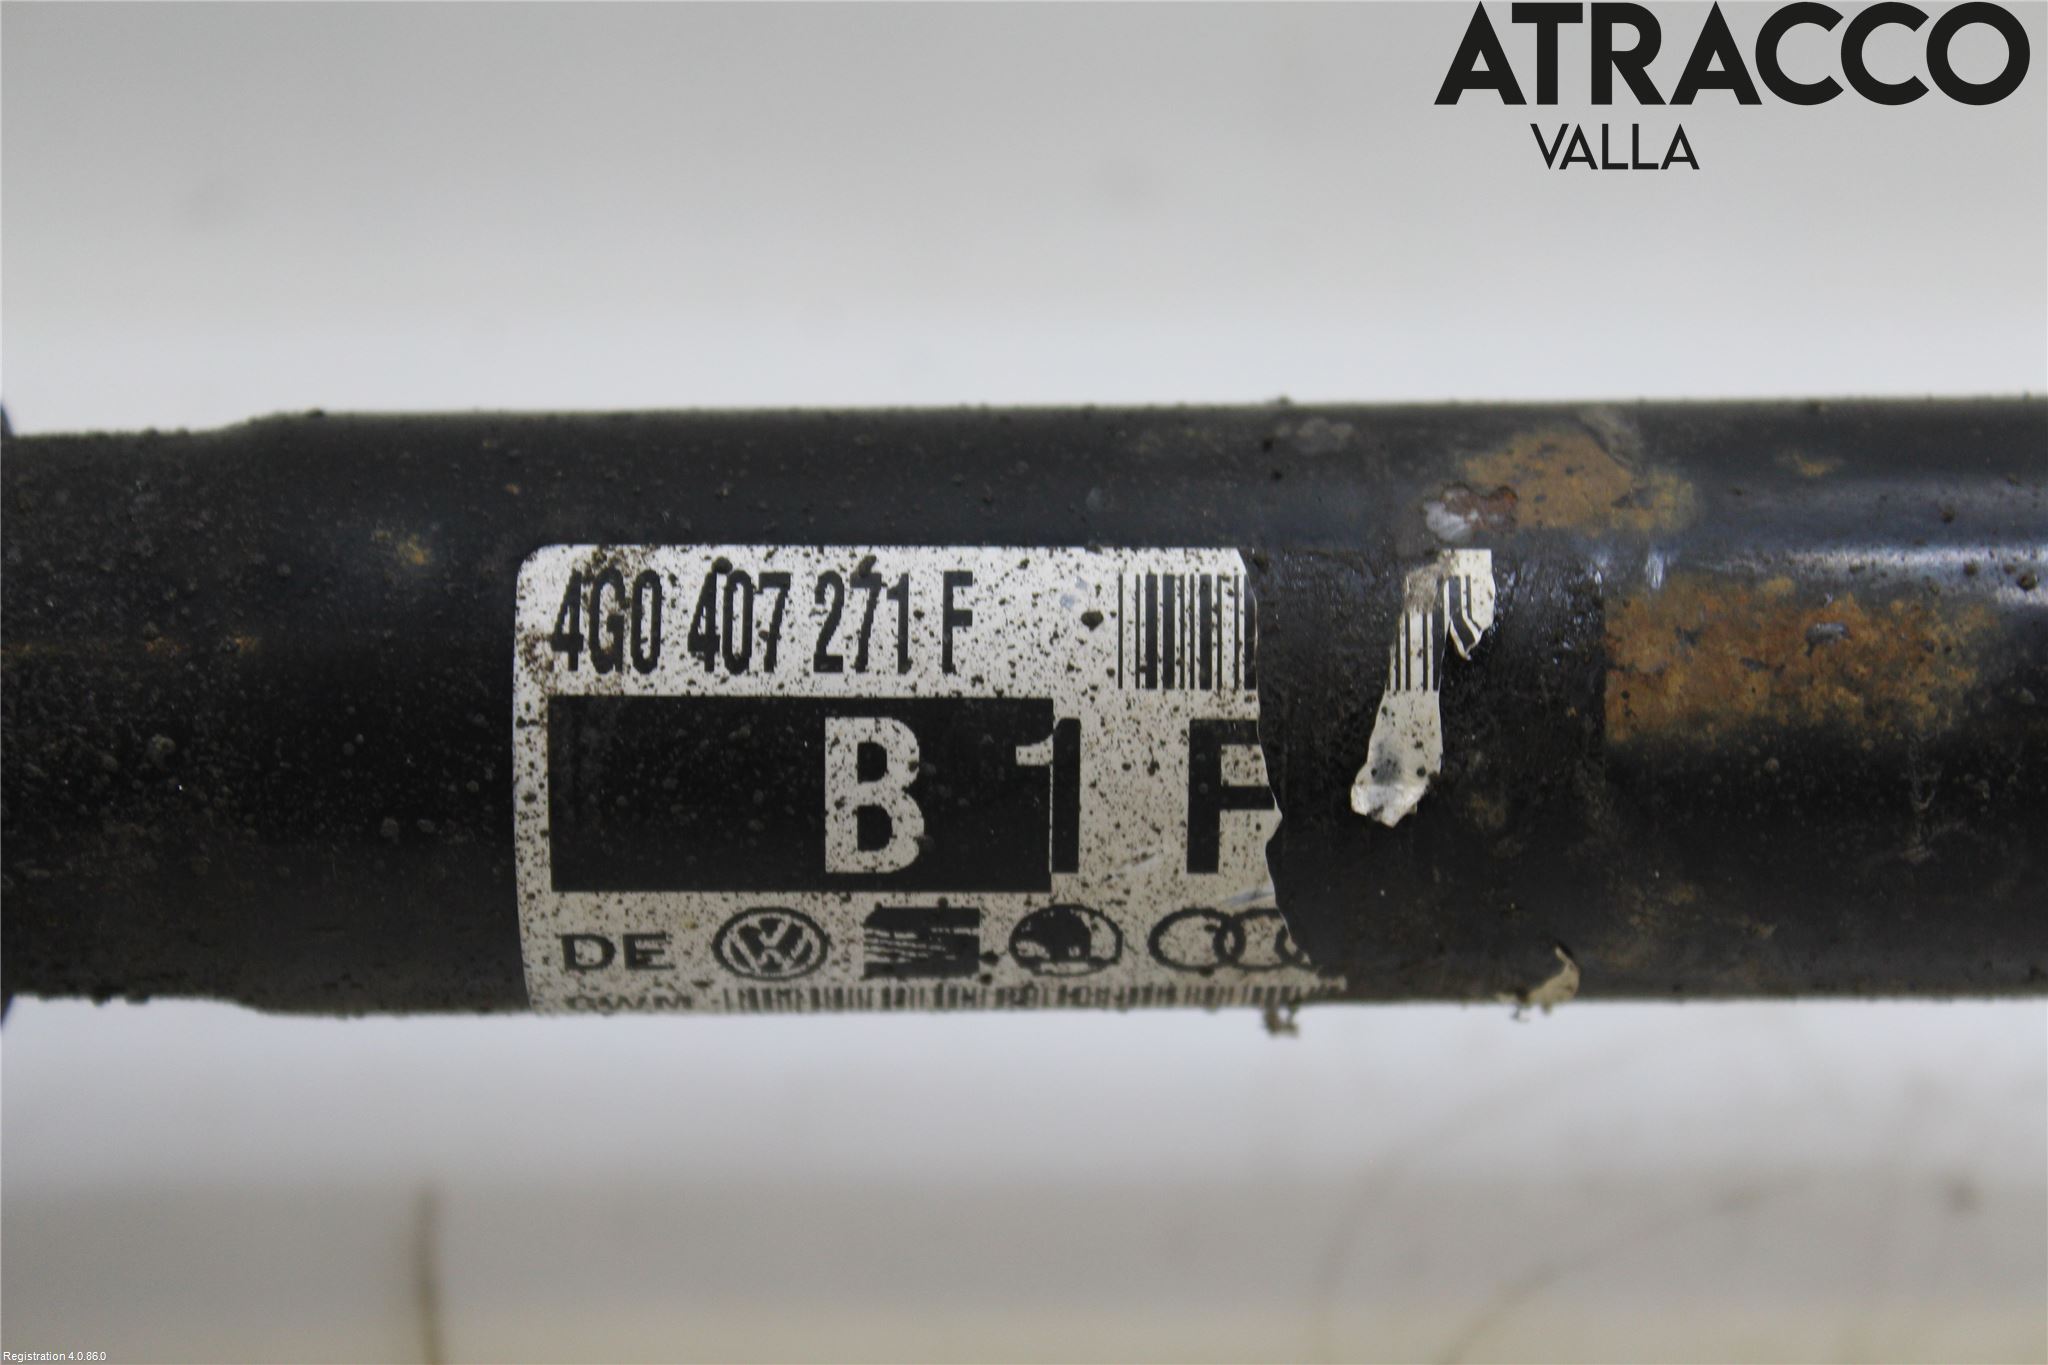 ATRACCO
VALLA
4G0 407 271 F
B 1 F
DE
Registration 4.0.86.0